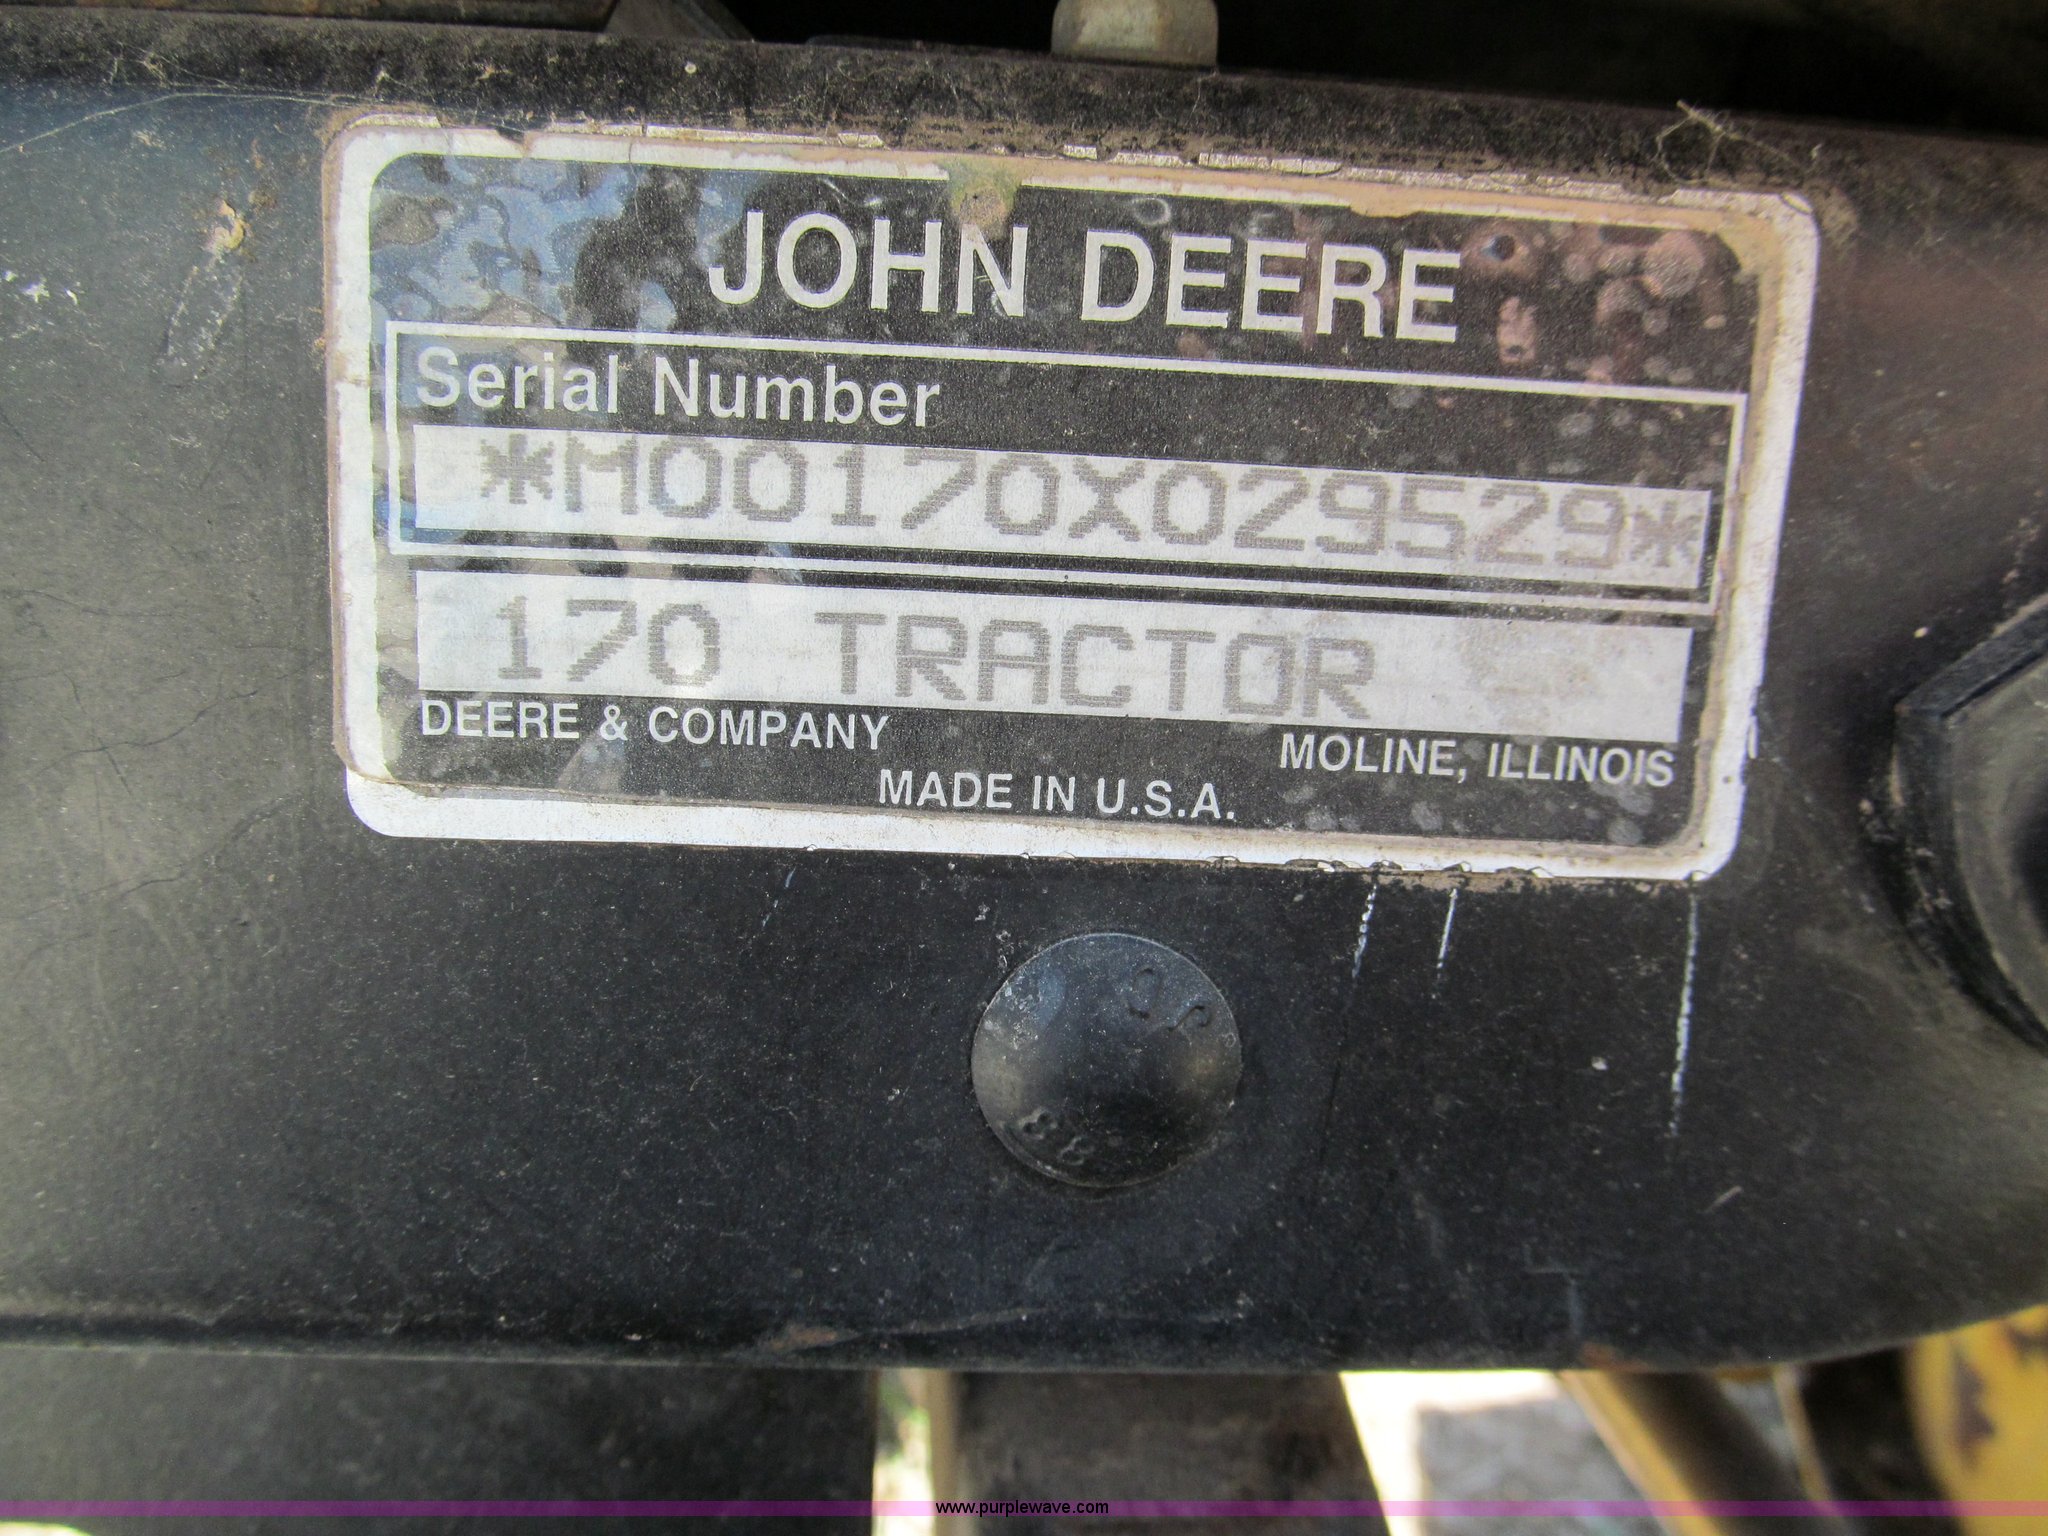 JOHN DEERE
Serial Number
*M00170X029529*
170 TRACTOR
DEERE & COMPANY
MOLINE, ILLINOIS
MADE IN U.S.A.
www.purplewave.com